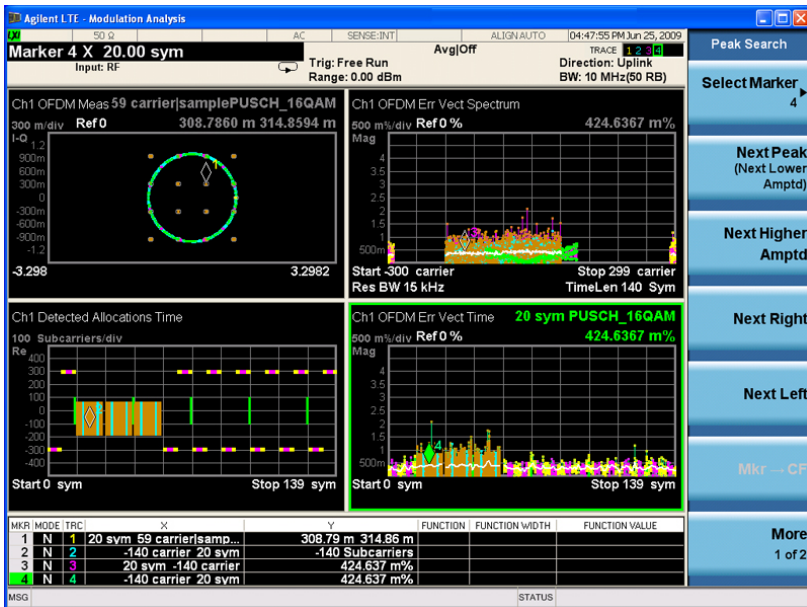 Agilent LTE - Modulation Analysis
LXI 50 Ω AC SENSE:INT ALIGN AUTO 04:47:55 PM Jun 25, 2009
Marker 4 X 20.00 sym Avg|Off TRACE 1 2 3 4
Input: RF Trig: Free Run Direction: Uplink
Range: 0.00 dBm BW: 10 MHz(50 RB)
Ch1 OFDM Meas 59 carrier|samplePUSCH_16QAM
300 m/div Ref 0 308.7860 m 314.8594 m
I-Q
1.2
900m
600m
300m
0
-300m
-600m
-900m
-1.2
1
-3.298 3.2982
Ch1 OFDM Err Vect Spectrum
500 m%/div Ref 0 % 424.6367 m%
Mag
4
3.5
3
2.5
2
1.5
1
500m
Start -300 carrier Stop 299 carrier
Res BW 15 kHz TimeLen 140 Sym
Ch1 Detected Allocations Time
100 Subcarriers/div
Re
400
300
200
100
0
-100
-200
-300
-400
Start 0 sym Stop 139 sym
Ch1 OFDM Err Vect Time 20 sym PUSCH_16QAM
500 m%/div Ref 0 % 424.6367 m%
Mag
4
3.5
3
2.5
2
1.5
500m
4
Start 0 sym Stop 139 sym
MKR MODE TRC X Y FUNCTION FUNCTION WIDTH FUNCTION VALUE
1 N 1 20 sym 59 carrier|samp... 308.79 m 314.86 m
2 N 2 -140 carrier 20 sym -140 Subcarriers
3 N 3 20 sym -140 carrier 424.637 m%
4 N 4 -140 carrier 20 sym 424.637 m%
MSG STATUS
Peak Search
Select Marker
4
Next Peak
(Next Lower
Amptd)
Next Higher
Amptd
Next Right
Next Left
Mkr → CF
More
1 of 2